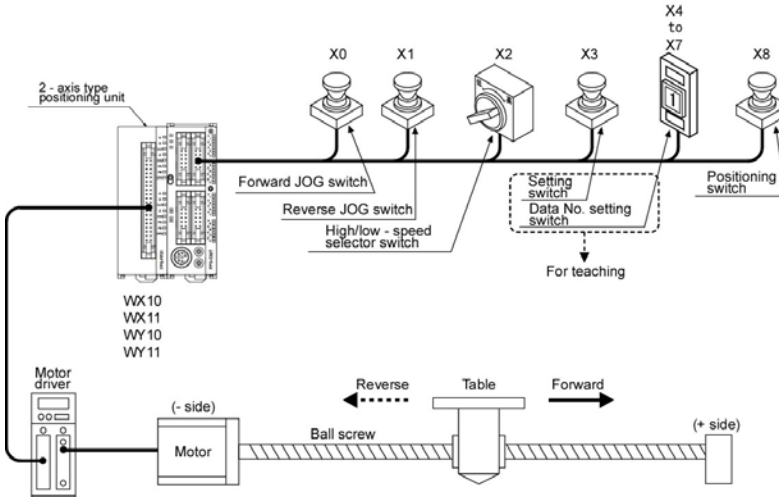 X4
to
X7
X0
X1
X2
X3
X8
2 - axis type
positioning unit
1
Forward JOG switch
Reverse JOG switch
High/low - speed
selector switch
Setting
switch
Data No. setting
switch
Positioning
switch
For teaching
WX10
WX11
WY10
WY11
Motor
driver
(- side)
Reverse
Table
Forward
(+ side)
Motor
Ball screw